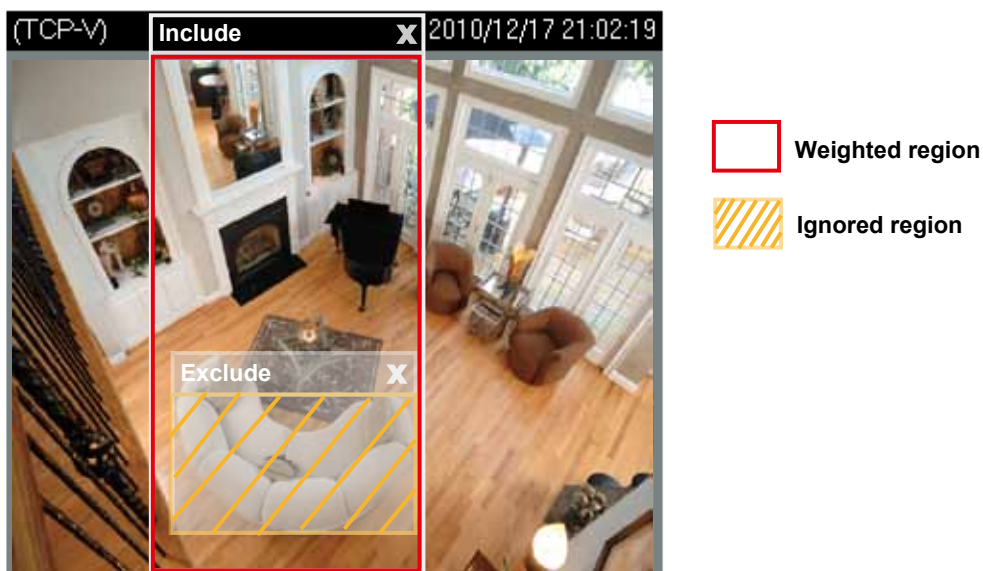 (TCP-V) Include X 2010/12/17 21:02:19
Weighted region
Ignored region
Exclude X